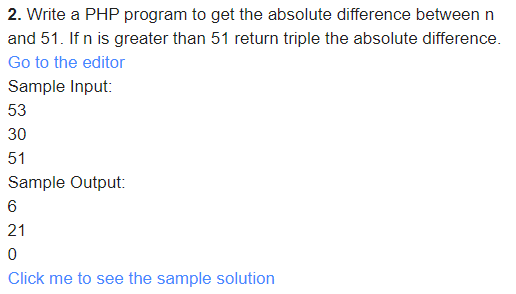 2. Write a PHP program to get the absolute difference between n
and 51. If n is greater than 51 return triple the absolute difference.
Go to the editor
Sample Input:
53
30
51
Sample Output:
6
21
0
Click me to see the sample solution